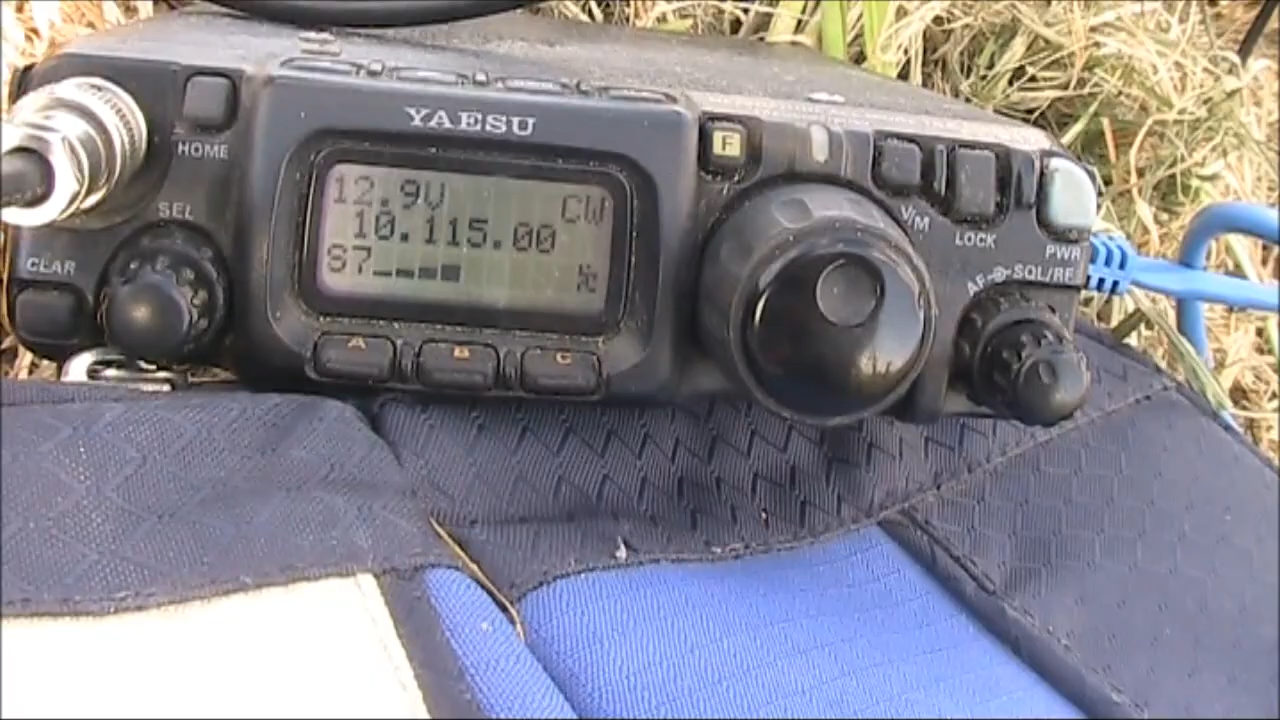 YAESU
HOME
SEL
CLAR
12.9V
CW
10.115.00
S7
A
B
C
F
V/M
LOCK
PWR
AF
SQL/RF